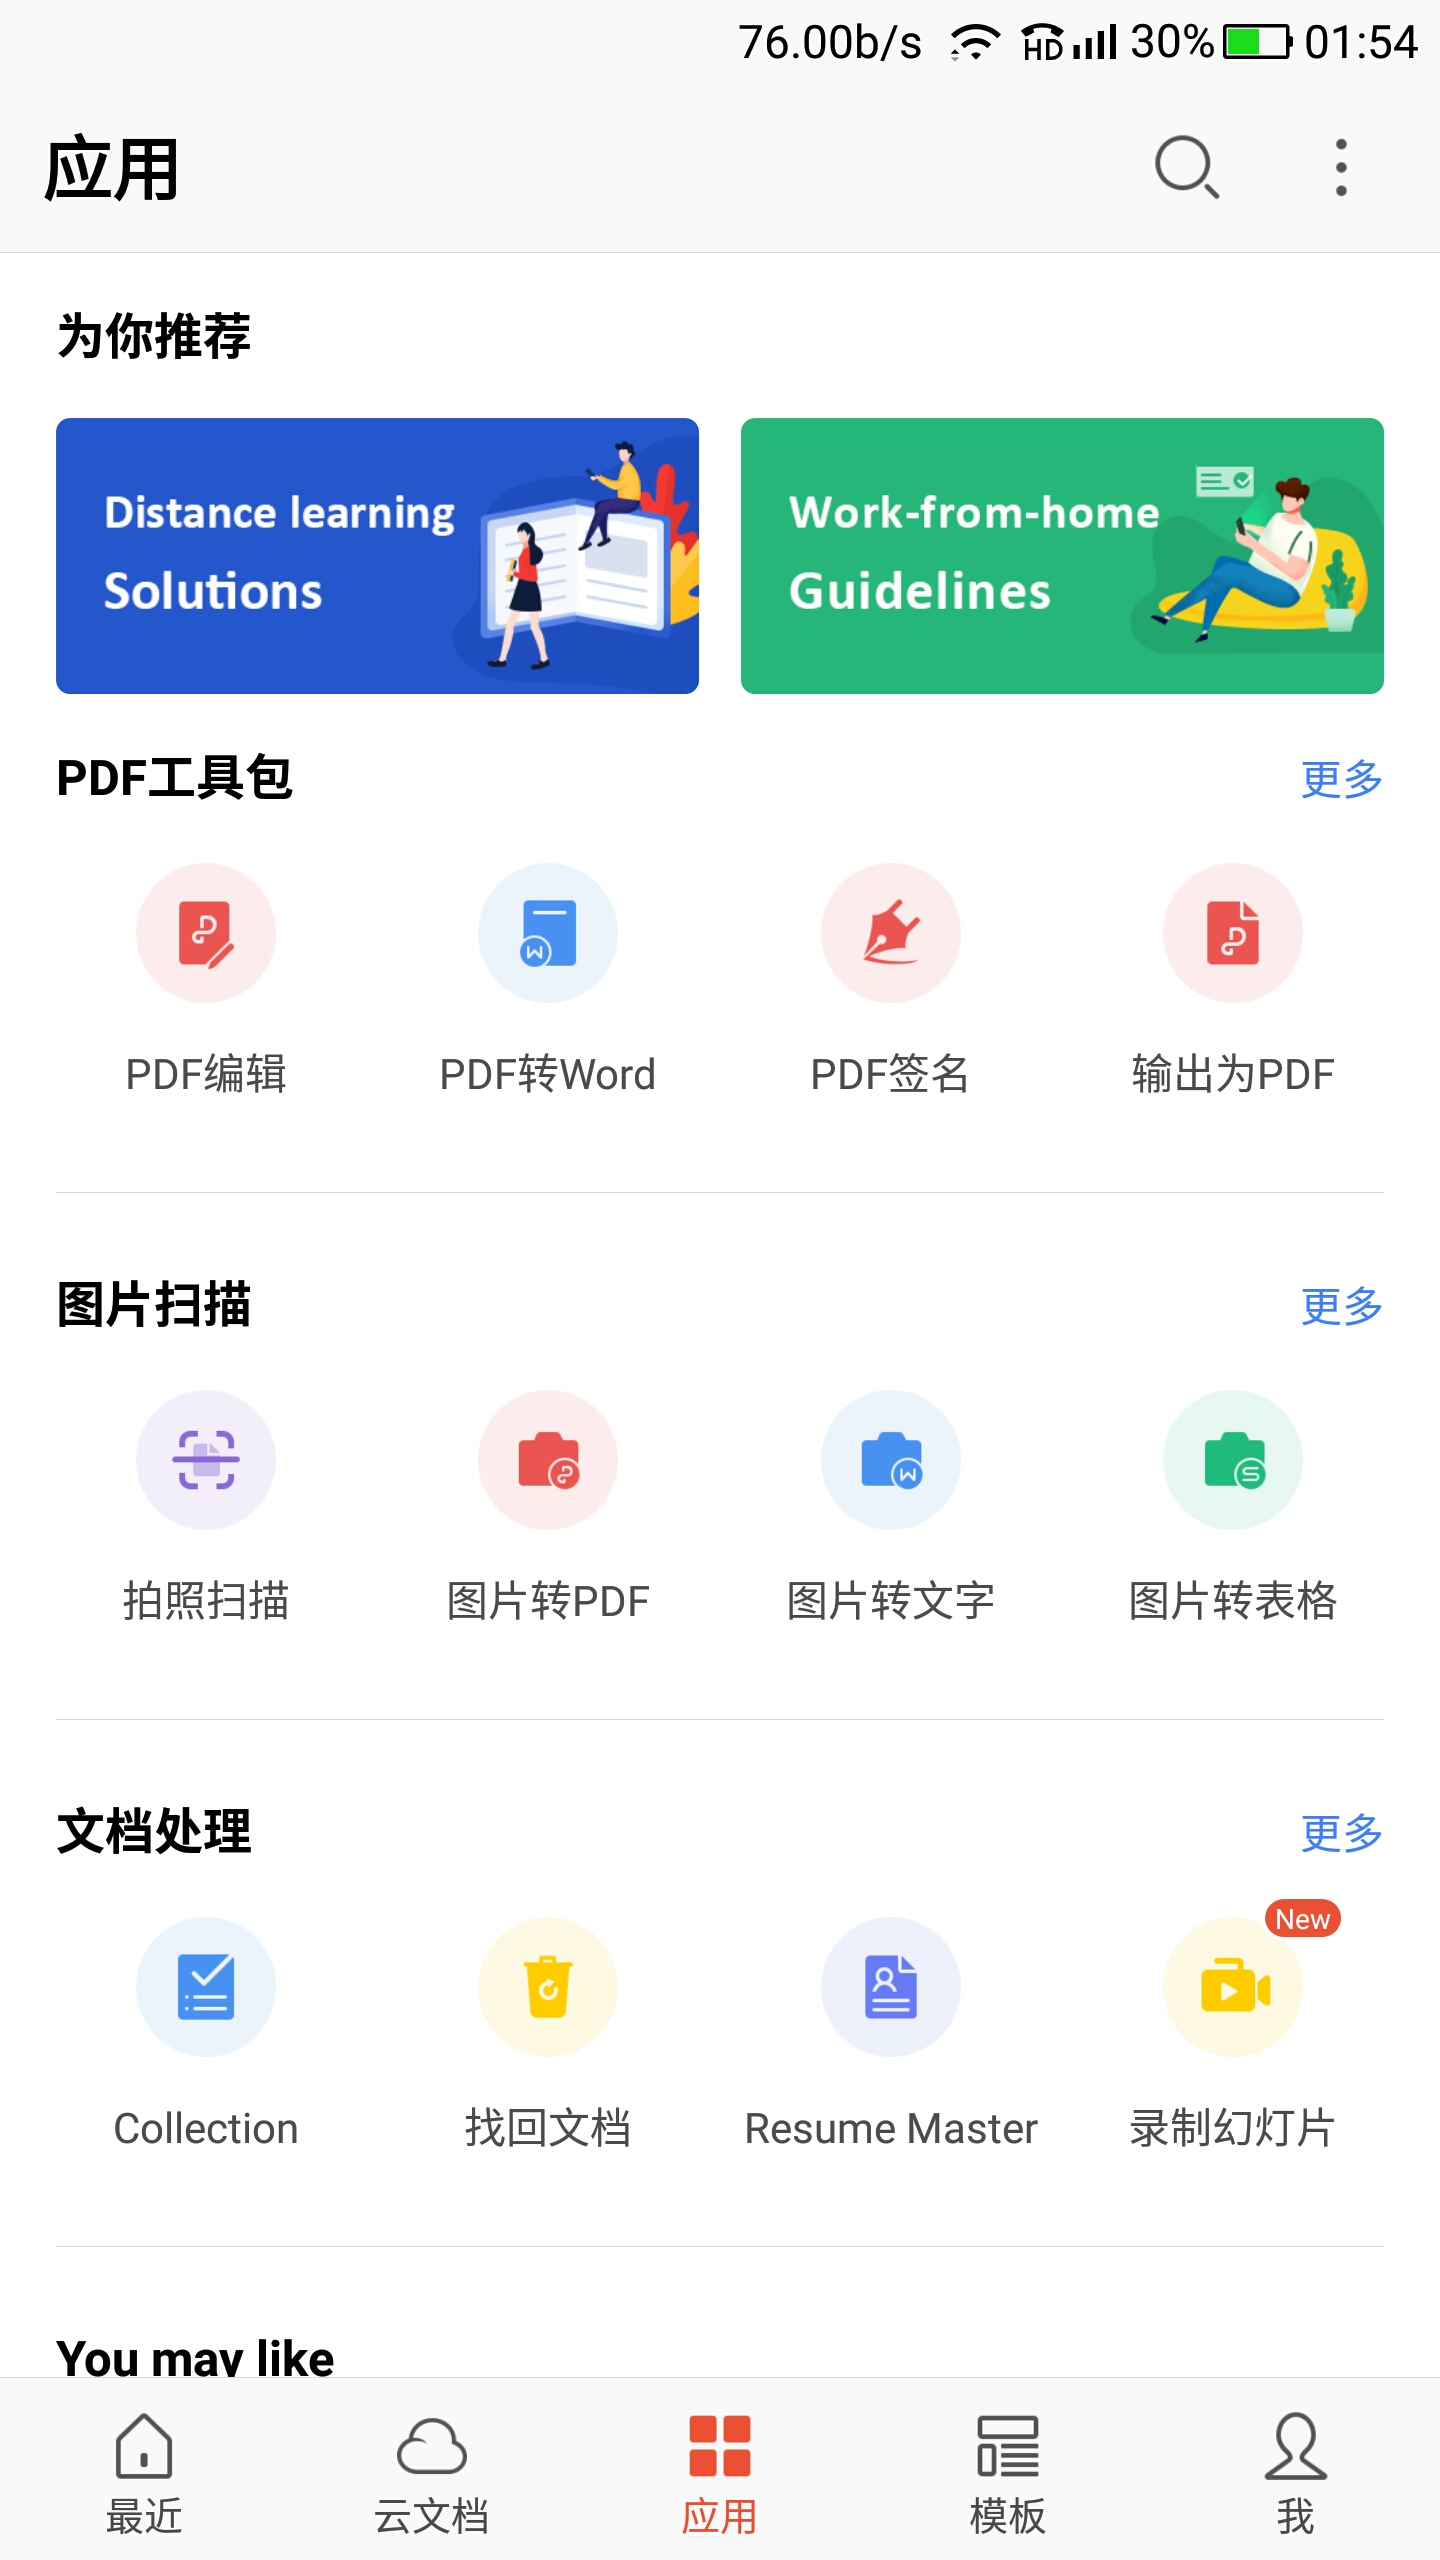 76.00b/s HD 30% 01:54
应用
为你推荐
Distance learning
Solutions
Work-from-home
Guidelines
PDF工具包
更多
PDF编辑
PDF转Word
PDF签名
输出为PDF
图片扫描
更多
拍照扫描
图片转PDF
图片转文字
图片转表格
文档处理
更多
New
Collection
找回文档
Resume Master
录制幻灯片
You may like
最近
云文档
应用
模板
我